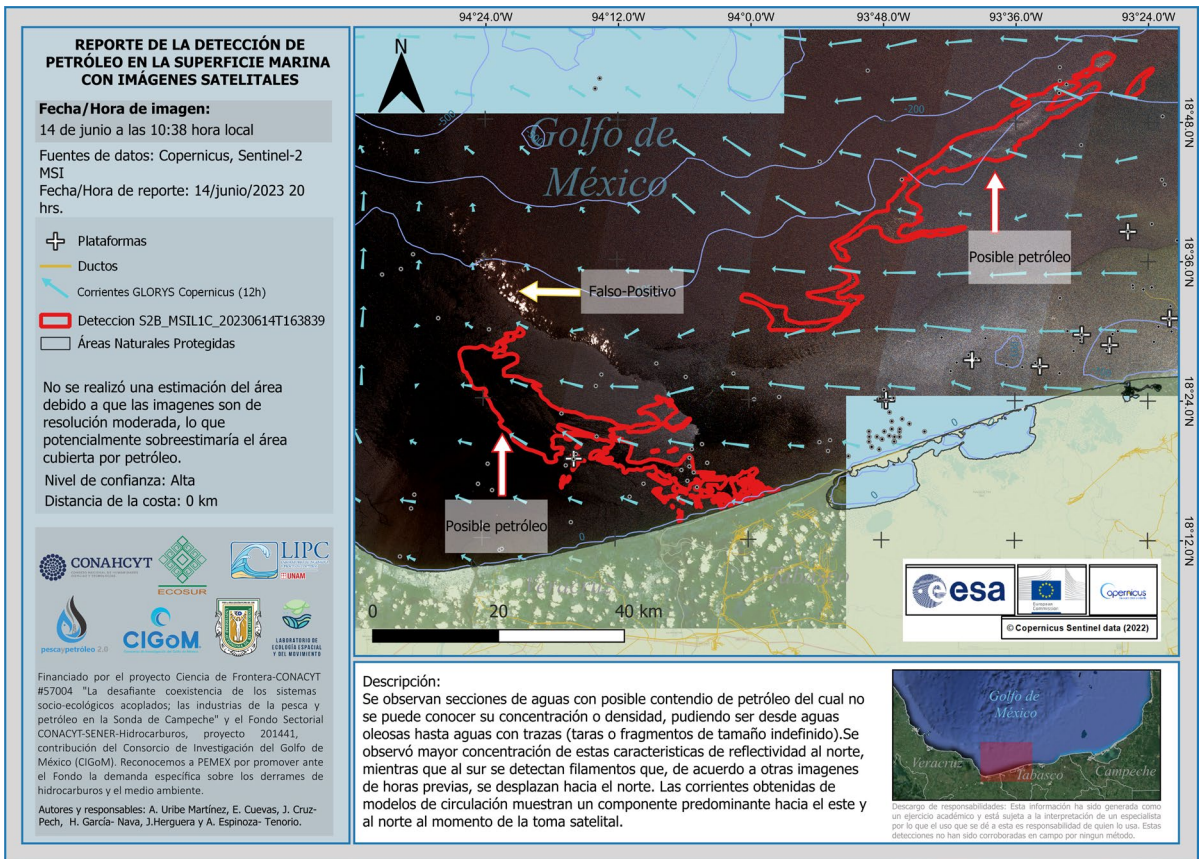 94°24.0'W
94°12.0'W
94°0.0'W
93°48.0'W
93°36.0'W
93°24.0'W
REPORTE DE LA DETECCIÓN DE
PETRÓLEO EN LA SUPERFICIE MARINA
CON IMÁGENES SATELITALES
Fecha/Hora de imagen:
14 de junio a las 10:38 hora local
Fuentes de datos: Copernicus, Sentinel-2
MSI
Fecha/Hora de reporte: 14/junio/2023 20
hrs.
Plataformas
Ductos
Corrientes GLORYS Copernicus (12h)
Deteccion S2B_MSIL1C_20230614T163839
Áreas Naturales Protegidas
No se realizó una estimación del área
debido a que las imagenes son de
resolución moderada, lo que
potencialmente sobreestimaría el área
cubierta por petróleo.
Nivel de confianza: Alta
Distancia de la costa: 0 km
CONAHCYT
ECOSUR
LIPC
UNAM
pescaypetróleo 2.0
CIGoM
LABORATORIO DE
ECOLOGÍA ESPACIAL
Y DEL MOVIMIENTO
Financiado por el proyecto Ciencia de Frontera-CONACYT
#57004 "La desafiante coexistencia de los sistemas
socio-ecológicos acoplados; las industrias de la pesca y
petróleo en la Sonda de Campeche" y el Fondo Sectorial
CONACYT-SENER-Hidrocarburos, proyecto 201441,
contribución del Consorcio de Investigación del Golfo de
México (CIGoM). Reconocemos a PEMEX por promover ante
el Fondo la demanda específica sobre los derrames de
hidrocarburos y el medio ambiente.
Autores y responsables: A. Uribe Martínez, E. Cuevas, J. Cruz-
Pech, H. García- Nava, J.Herguera y A. Espinoza- Tenorio.
N
Golfo de
México
-500
-200
Posible petróleo
Falso-Positivo
Posible petróleo
0
0
0
18°48.0'N
18°36.0'N
18°24.0'N
18°12.0'N
0
20
40 km
esa
European
Commission
Copernicus
© Copernicus Sentinel data (2022)
Descripción:
Se observan secciones de aguas con posible contendio de petróleo del cual no
se puede conocer su concentración o densidad, pudiendo ser desde aguas
oleosas hasta aguas con trazas (taras o fragmentos de tamaño indefinido).Se
observó mayor concentración de estas caracteristicas de reflectividad al norte,
mientras que al sur se detectan filamentos que, de acuerdo a otras imagenes
de horas previas, se desplazan hacia el norte. Las corrientes obtenidas de
modelos de circulación muestran un componente predominante hacia el este y
al norte al momento de la toma satelital.
Golfo de
México
Veracruz
Tabasco
Campeche
Descargo de responsabilidades: Esta información ha sido generada como
un ejercicio académico y está sujeta a la interpretación de un especialista
por lo que el uso que se dé a esta es responsabilidad de quien lo usa. Estas
detecciones no han sido corroboradas en campo por ningun método.